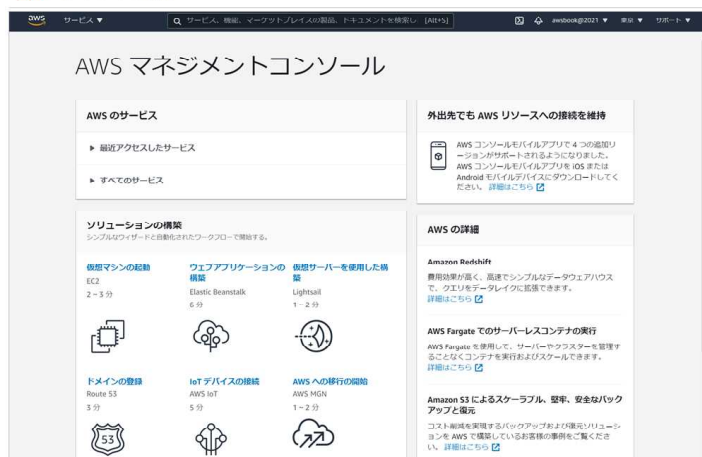 aws
サービス ▼
サービス、機能、マーケットプレイスの製品、ドキュメントを検索し [Alt+S]
awsbook@2021 ▼
東京 ▼
サポート ▼
AWS マネジメントコンソール
AWS のサービス
▶ 最近アクセスしたサービス
▶ すべてのサービス
ソリューションの構築
シンプルなウィザードと自動化されたワークフローで開始する。
仮想マシンの起動
EC2
2 ~ 3 分
ウェブアプリケーションの
構築
Elastic Beanstalk
6 分
仮想サーバーを使用した構
築
Lightsail
1 ~ 2 分
ドメインの登録
Route 53
3 分
53
IoT デバイスの接続
AWS IoT
5 分
AWS への移行の開始
AWS MGN
1 ~ 2 分
外出先でも AWS リソースへの接続を維持
AWS コンソールモバイルアプリで 4 つの追加リ
ージョンがサポートされるようになりました。
AWS コンソールモバイルアプリを iOS または
Android モバイルデバイスにダウンロードしてく
ださい。 詳細はこちら
AWS の詳細
Amazon Redshift
費用効果が高く、高速でシンプルなデータウェアハウス
で、クエリをデータレイクに拡張できます。
詳細はこちら
AWS Fargate でのサーバーレスコンテナの実行
AWS Fargate を使用して、サーバーやクラスターを管理す
ることなくコンテナを実行およびスケールできます。
詳細はこちら
Amazon S3 によるスケーラブル、堅牢、安全なバック
アップと復元
コスト削減を実現するバックアップおよび復元ソリューシ
ョンを AWS で構築しているお客様の事例をご覧くださ
い。 詳細はこちら